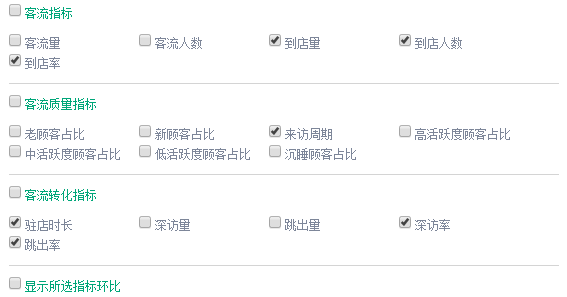 客流指标
客流量 客流人数 到店量 到店人数
到店率
客流质量指标
老顾客占比 新顾客占比 来访周期 高活跃度顾客占比
中活跃度顾客占比 低活跃度顾客占比 沉睡顾客占比
客流转化指标
驻店时长 深访量 跳出量 深访率
跳出率
显示所选指标环比